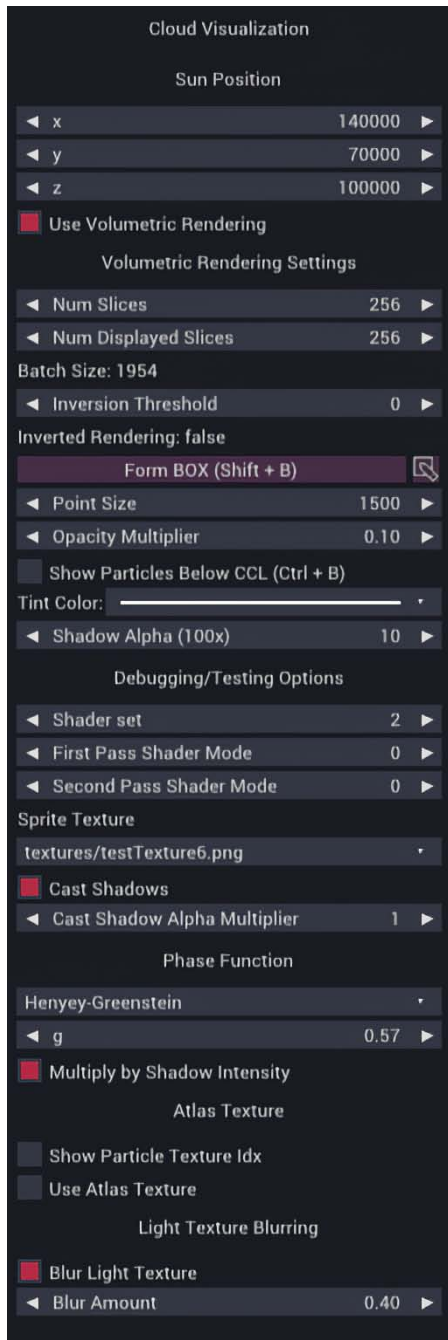 Cloud Visualization
Sun Position
x 140000
y 70000
z 100000
Use Volumetric Rendering
Volumetric Rendering Settings
Num Slices 256
Num Displayed Slices 256
Batch Size: 1954
Inversion Threshold 0
Inverted Rendering: false
Form BOX (Shift + B)
Point Size 1500
Opacity Multiplier 0.10
Show Particles Below CCL (Ctrl + B)
Tint Color:
Shadow Alpha (100x) 10
Debugging/Testing Options
Shader set 2
First Pass Shader Mode 0
Second Pass Shader Mode 0
Sprite Texture
textures/testTexture6.png
Cast Shadows
Cast Shadow Alpha Multiplier 1
Phase Function
Henyey-Greenstein
g 0.57
Multiply by Shadow Intensity
Atlas Texture
Show Particle Texture Idx
Use Atlas Texture
Light Texture Blurring
Blur Light Texture
Blur Amount 0.40